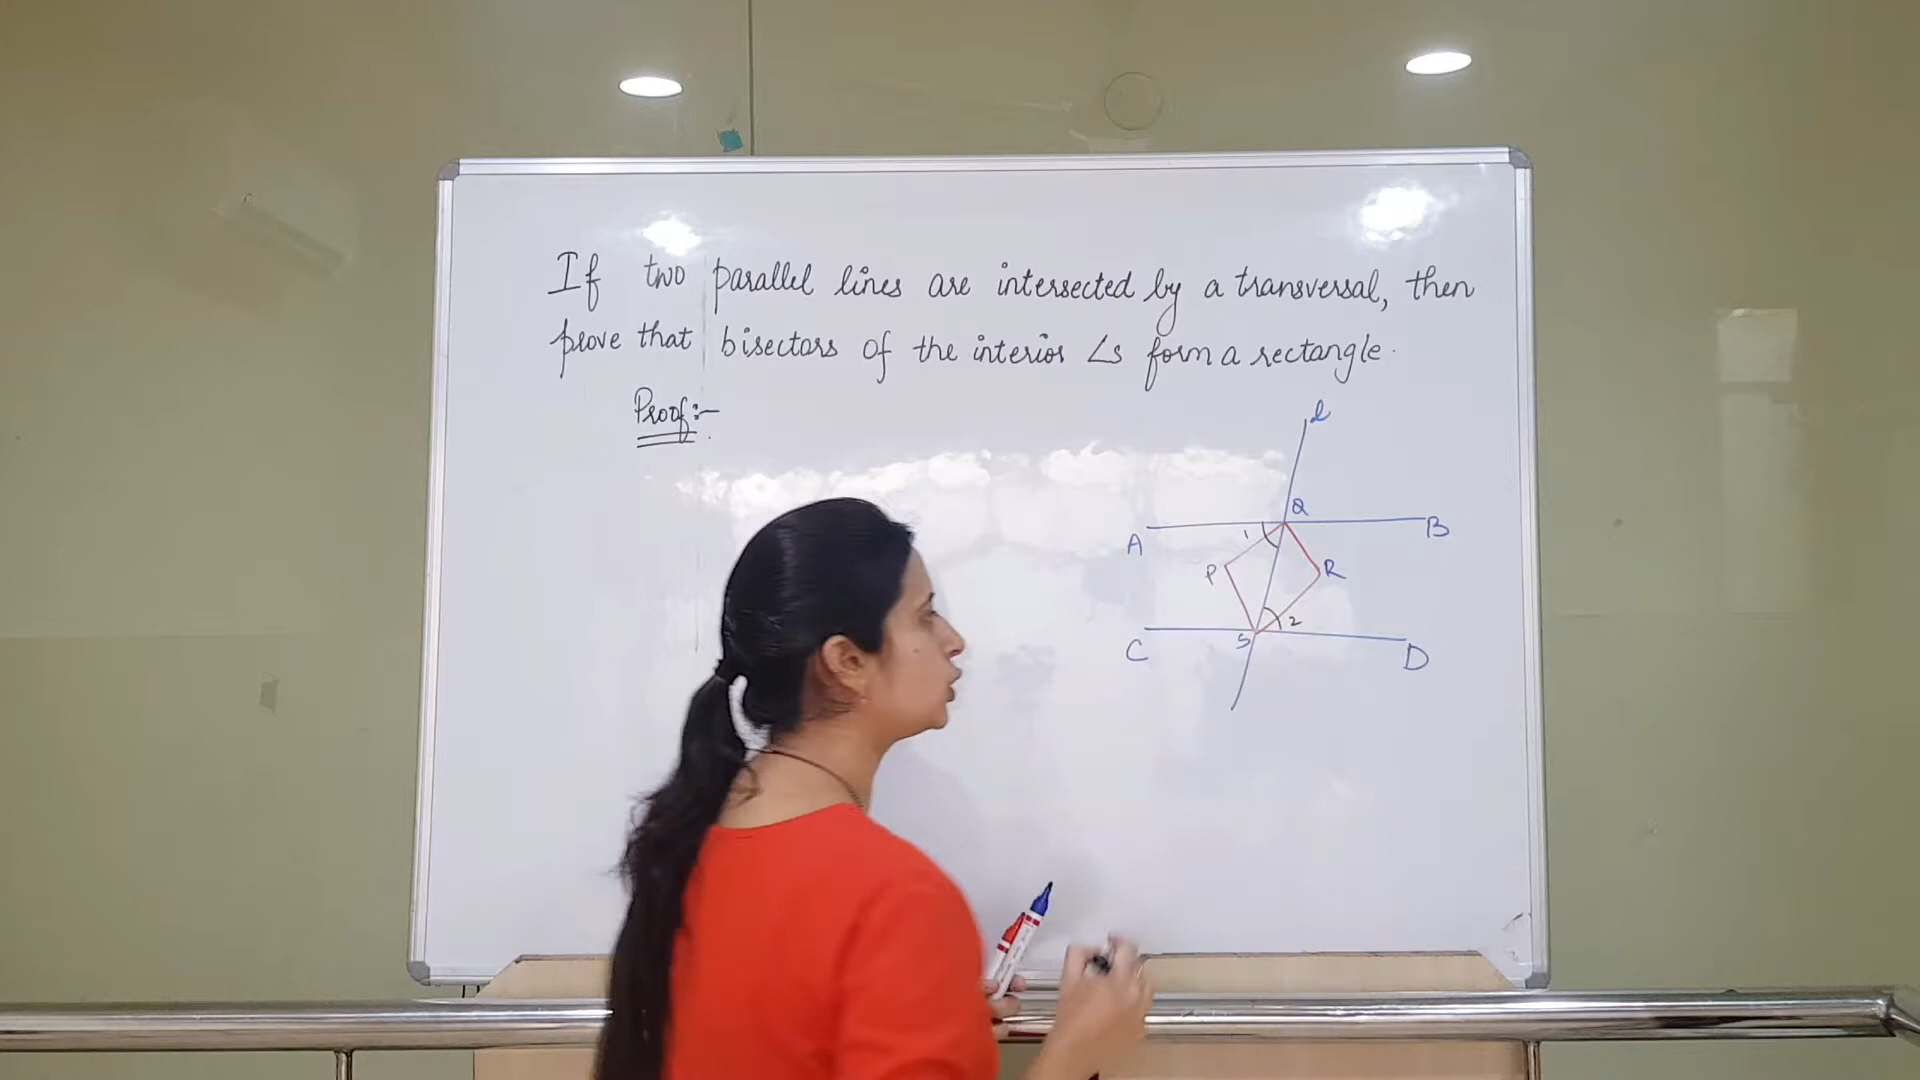 If two parallel lines are intersected by a transversal, then
prove that bisectors of the interior ∠s form a rectangle.
Proof:-
l
Q
A
1
B
P
R
2
S
C
D